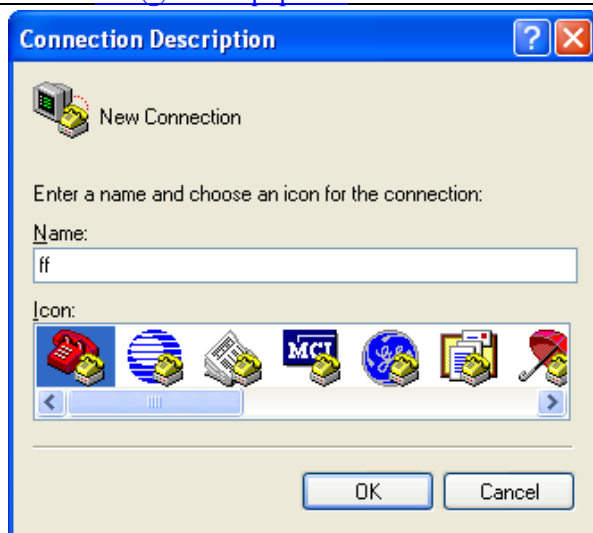 Connection Description
New Connection
Enter a name and choose an icon for the connection:
Name:
ff
Icon:
MCI
OK
Cancel